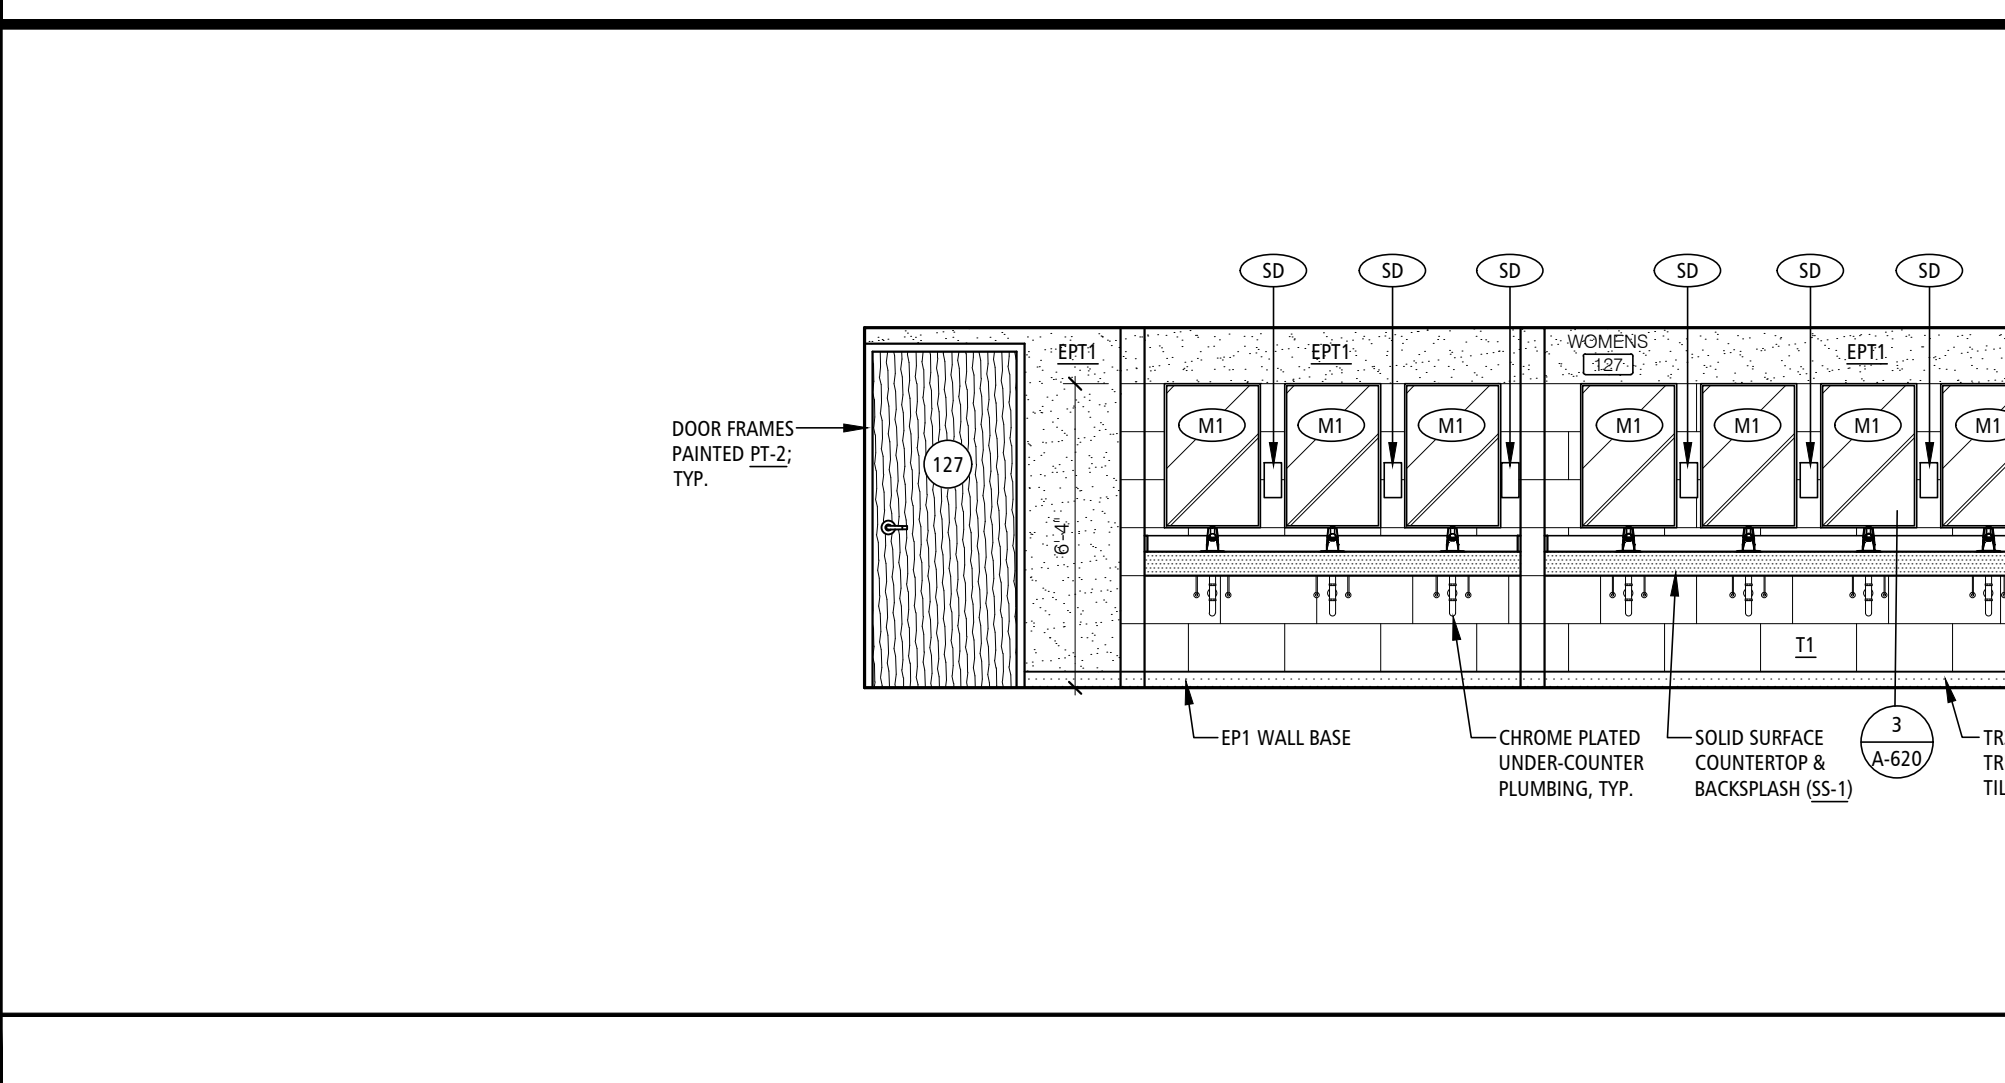 SD SD SD SD SD SD
WOMENS
127
EPT1 EPT1 EPT1
M1 M1 M1 M1 M1 M1 M1
DOOR FRAMES
PAINTED PT-2;
TYP.
127
6'-4"
T1
EP1 WALL BASE
CHROME PLATED
UNDER-COUNTER
PLUMBING, TYP.
SOLID SURFACE
COUNTERTOP &
BACKSPLASH (SS-1)
3
A-620